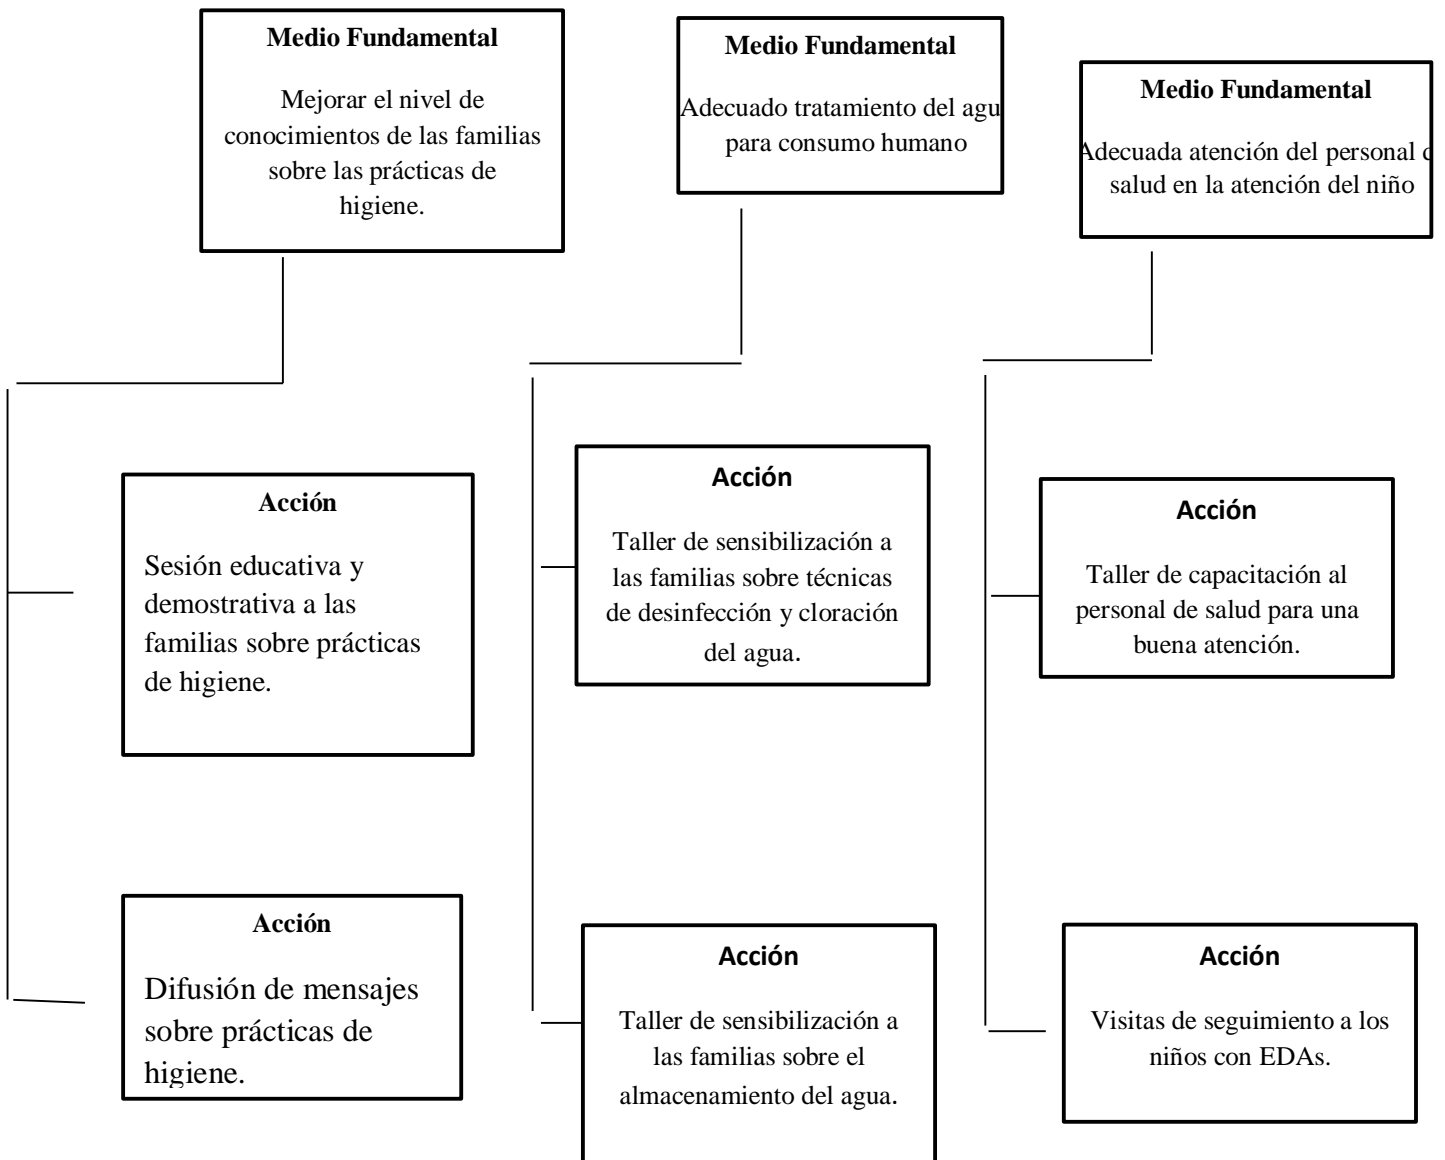 Medio Fundamental
Mejorar el nivel de
conocimientos de las familias
sobre las prácticas de
higiene.
Medio Fundamental
Adecuado tratamiento del agu
para consumo humano
Medio Fundamental
Adecuada atención del personal d
salud en la atención del niño
Acción
Sesión educativa y
demostrativa a las
familias sobre prácticas
de higiene.
Acción
Taller de sensibilización a
las familias sobre técnicas
de desinfección y cloración
del agua.
Acción
Taller de capacitación al
personal de salud para una
buena atención.
Acción
Difusión de mensajes
sobre prácticas de
higiene.
Acción
Taller de sensibilización a
las familias sobre el
almacenamiento del agua.
Acción
Visitas de seguimiento a los
niños con EDAs.